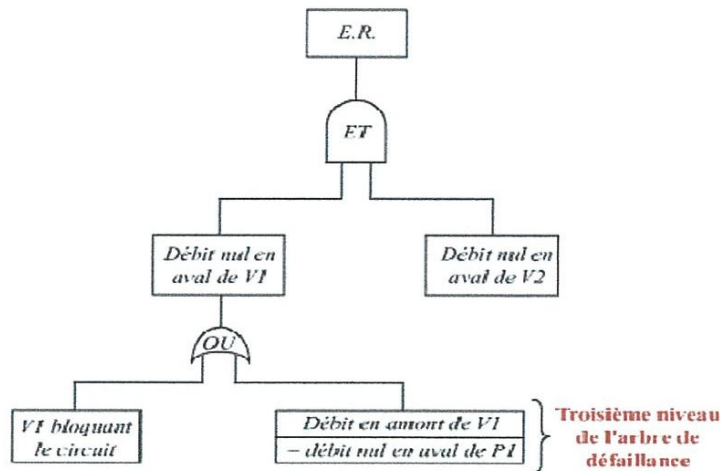 E.R.
ET
Débit nul en
aval de V1
Débit nul en
aval de V2
OU
V1 bloquant
le circuit
Débit en amont de V1
– débit nul en aval de P1
Troisième niveau
de l'arbre de
défaillance